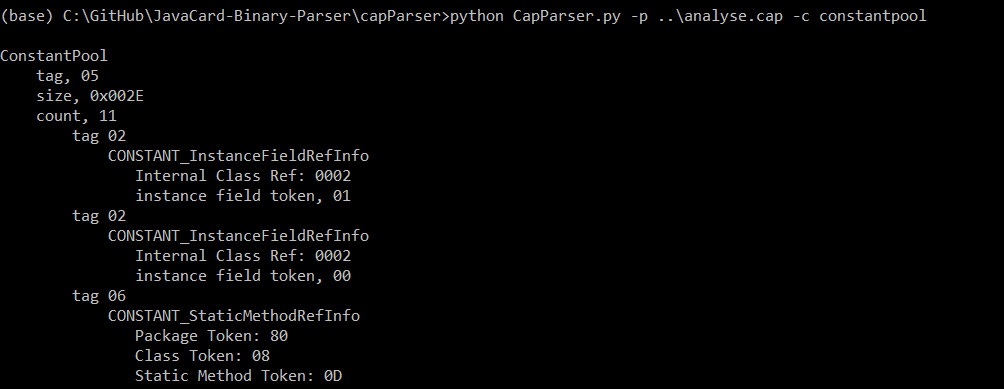 (base) C:\GitHub\JavaCard-Binary-Parser\capParser>python CapParser.py -p ..\analyse.cap -c constantpool
ConstantPool
tag, 05
size, 0x002E
count, 11
tag 02
CONSTANT_InstanceFieldRefInfo
Internal Class Ref: 0002
instance field token, 01
tag 02
CONSTANT_InstanceFieldRefInfo
Internal Class Ref: 0002
instance field token, 00
tag 06
CONSTANT_StaticMethodRefInfo
Package Token: 80
Class Token: 08
Static Method Token: 0D